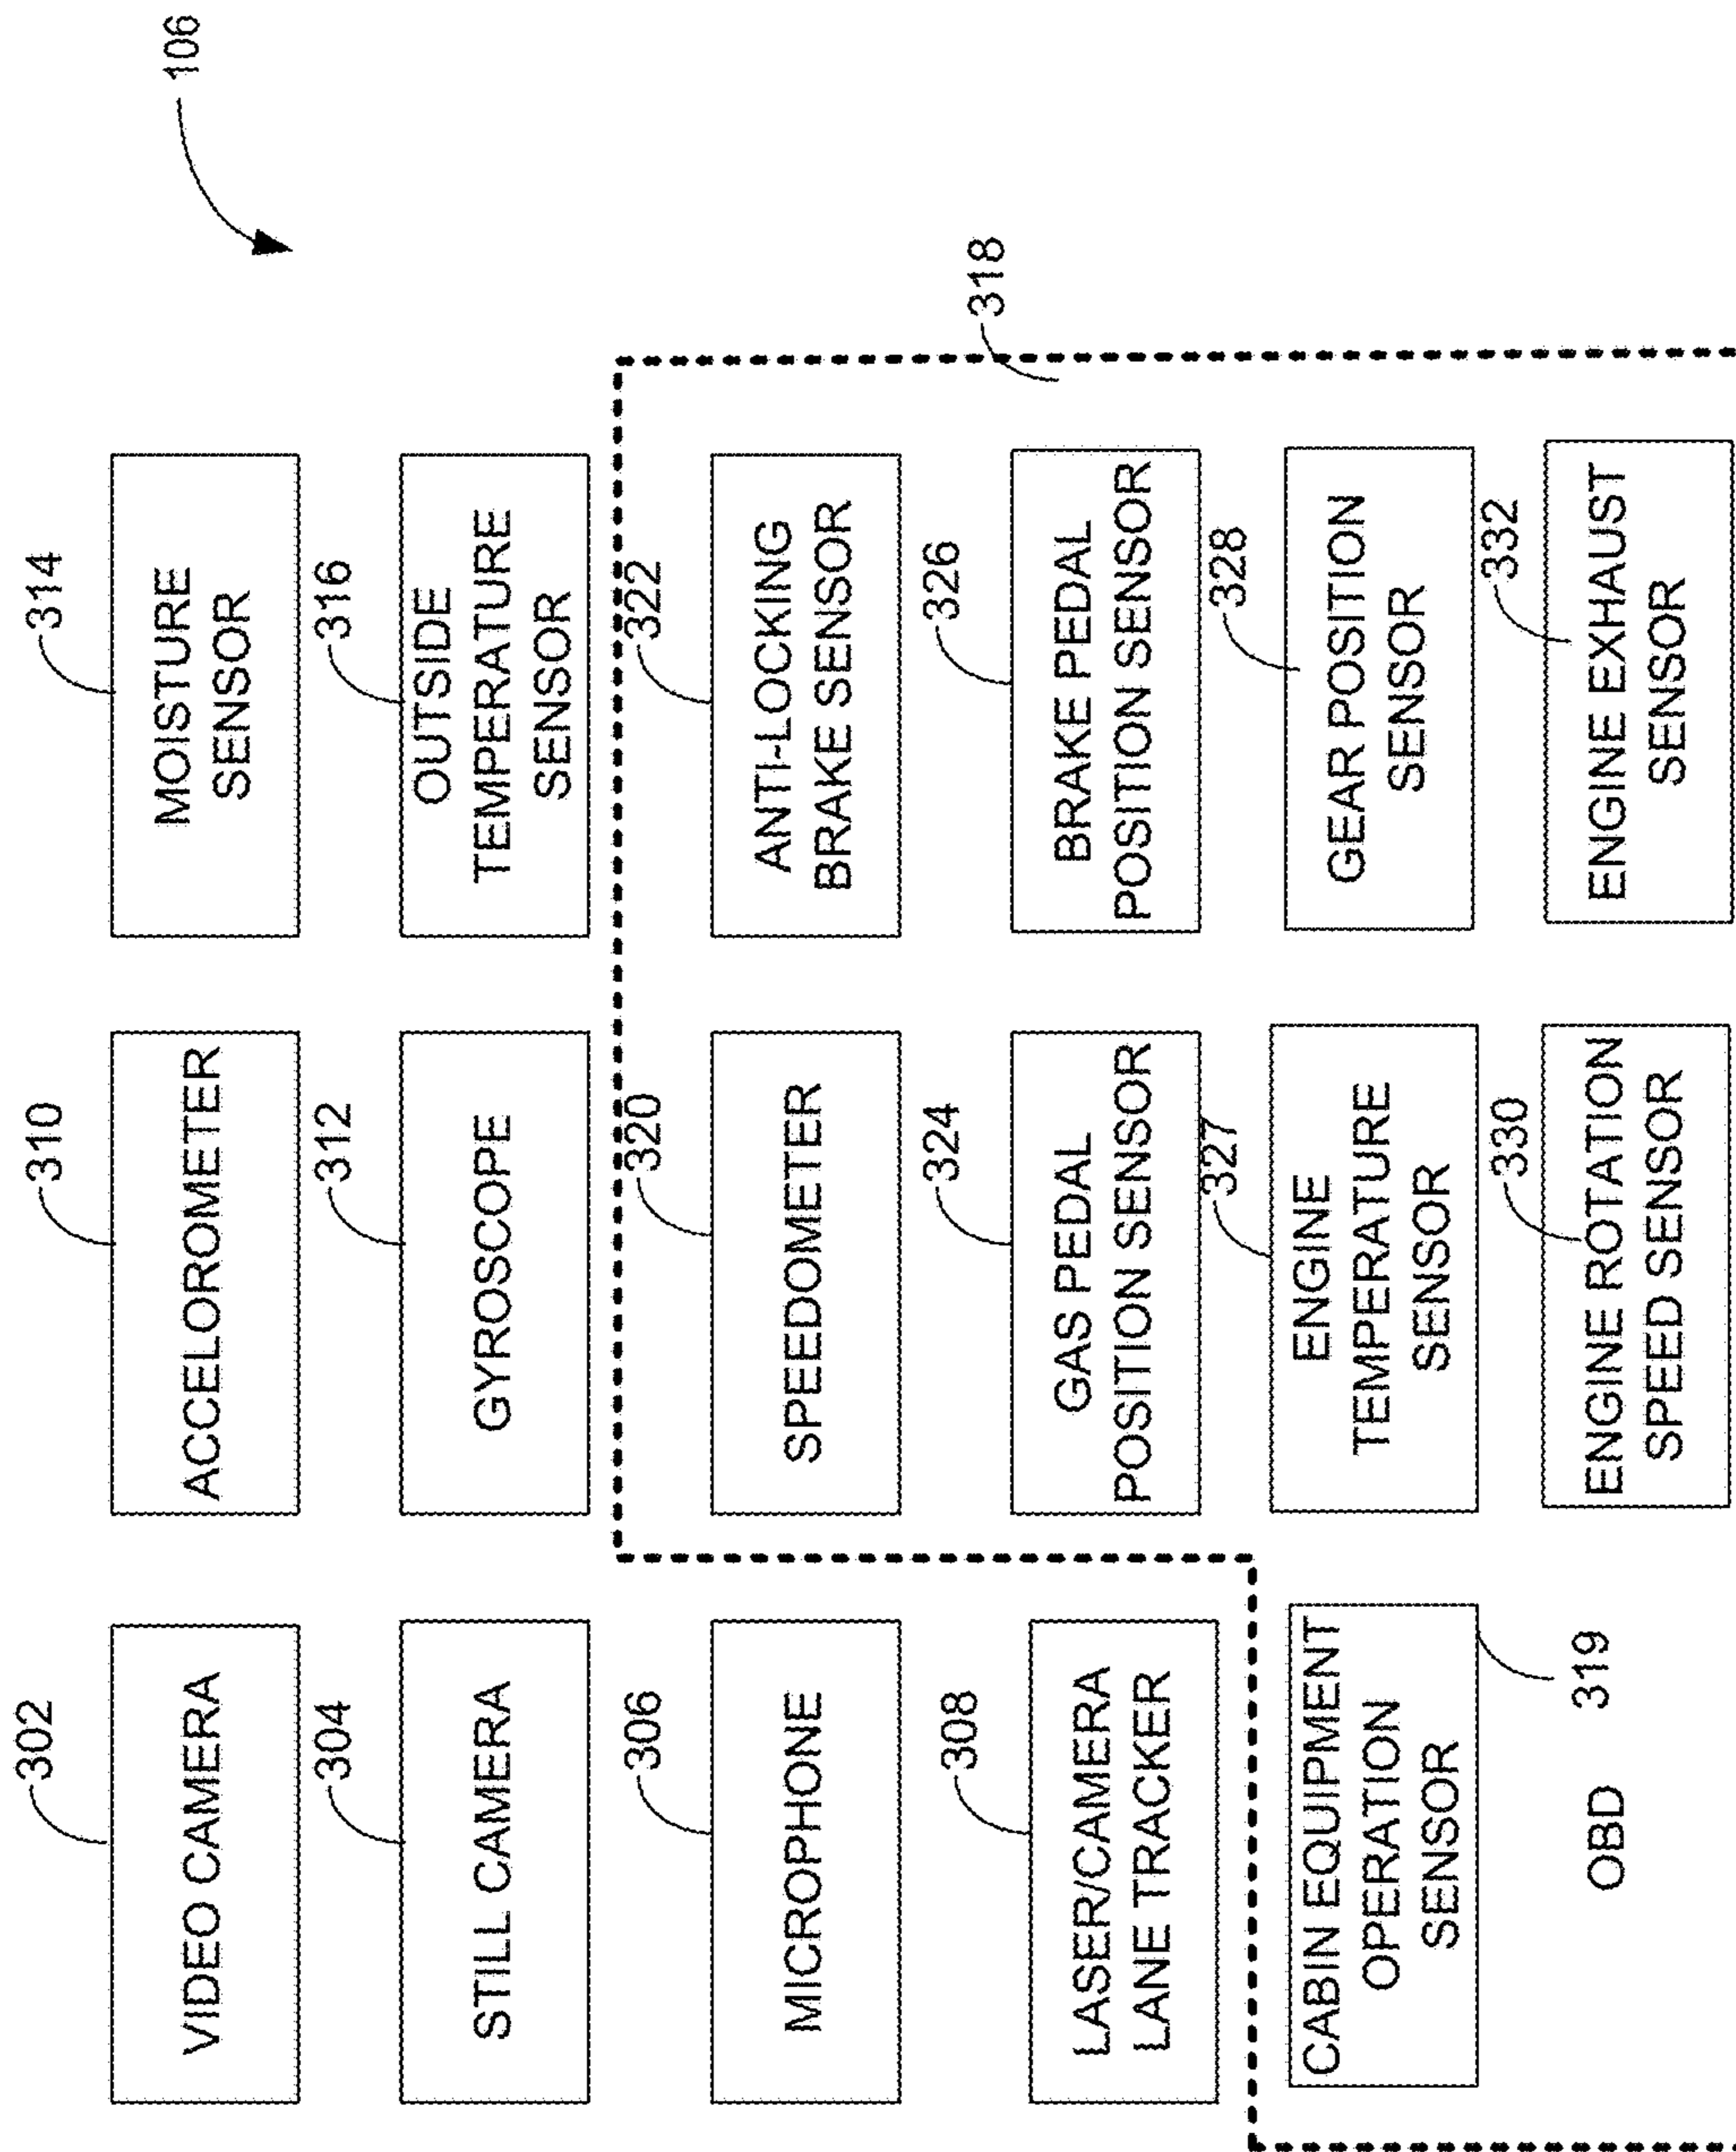 106
302
VIDEO CAMERA
310
ACCELOROMETER
314
MOISTURE
SENSOR
304
STILL CAMERA
312
GYROSCOPE
316
OUTSIDE
TEMPERATURE
SENSOR
318
306
MICROPHONE
320
SPEEDOMETER
322
ANTI-LOCKING
BRAKE SENSOR
308
LASER/CAMERA
LANE TRACKER
324
GAS PEDAL
POSITION SENSOR
326
BRAKE PEDAL
POSITION SENSOR
CABIN EQUIPMENT
OPERATION
SENSOR
319
327
ENGINE
TEMPERATURE
SENSOR
328
GEAR POSITION
SENSOR
OBD
330
ENGINE ROTATION
SPEED SENSOR
332
ENGINE EXHAUST
SENSOR